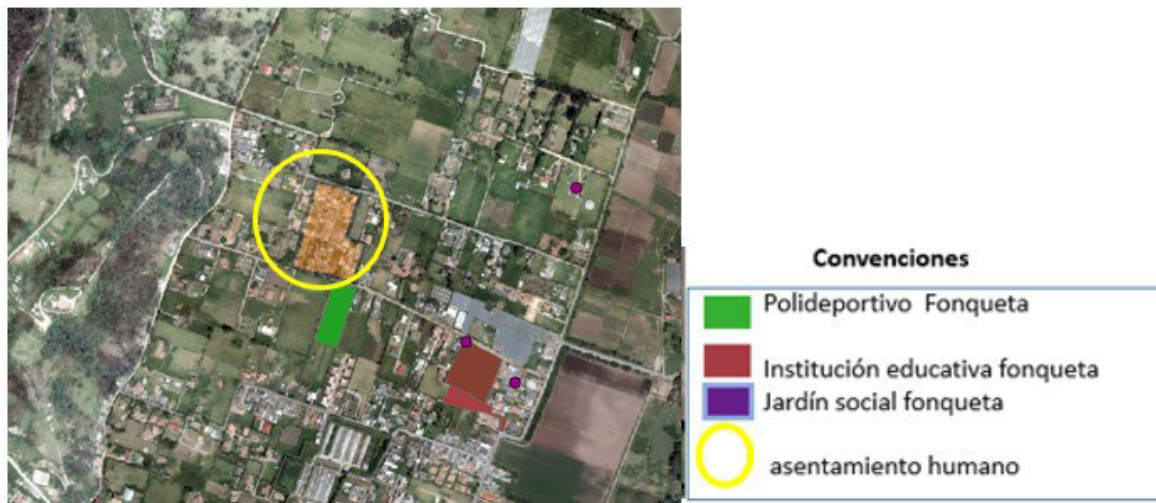 Convenciones
Polideportivo Fonqueta
Institución educativa fonqueta
Jardín social fonqueta
asentamiento humano